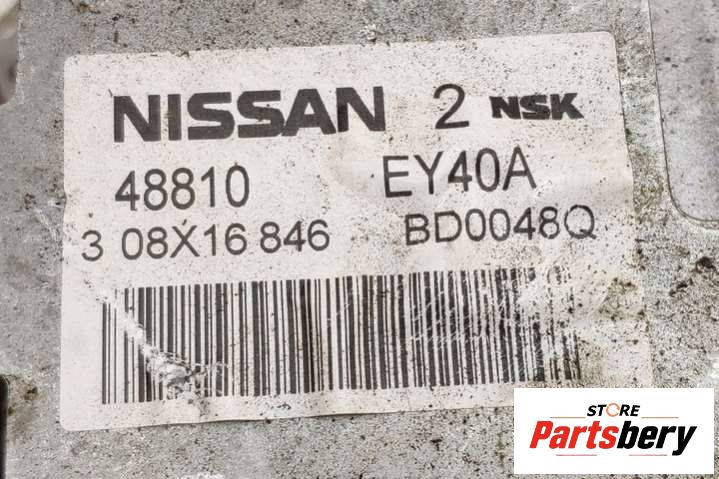 NISSAN 2 NSK
48810 EY40A
3 08X16 846 BD0048Q
STORE
Partsbery